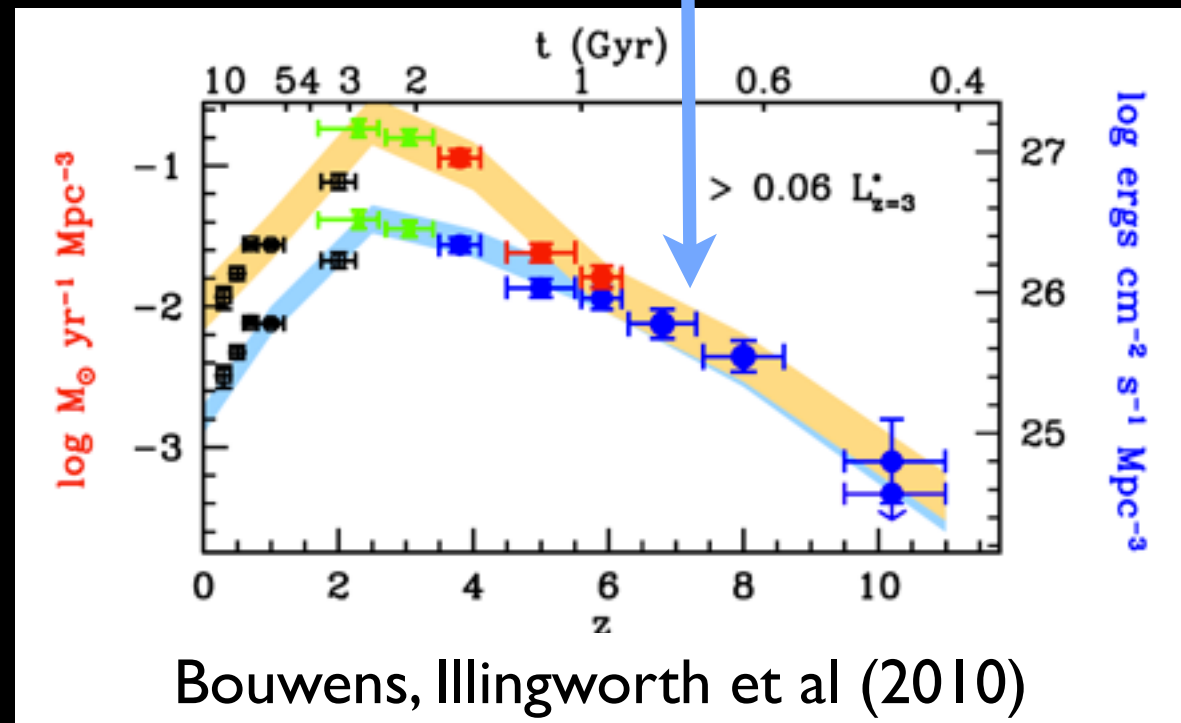 t (Gyr)
10 5 4 3 2 1 0.6 0.4
log M⊙ yr⁻¹ Mpc⁻³
−1
−2
−3
> 0.06 L*z=3
27
26
25
log ergs cm⁻² s⁻¹ Mpc⁻³
0 2 4 6 8 10
z
Bouwens, Illingworth et al (2010)